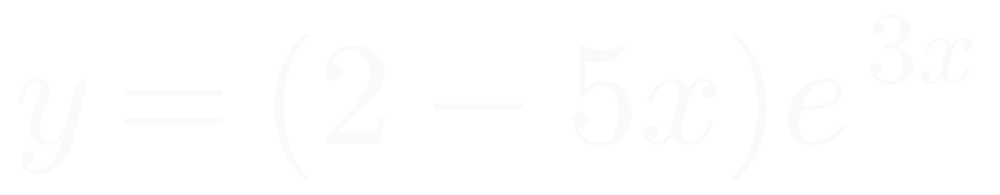 y = (2 − 5x)e^{3x}